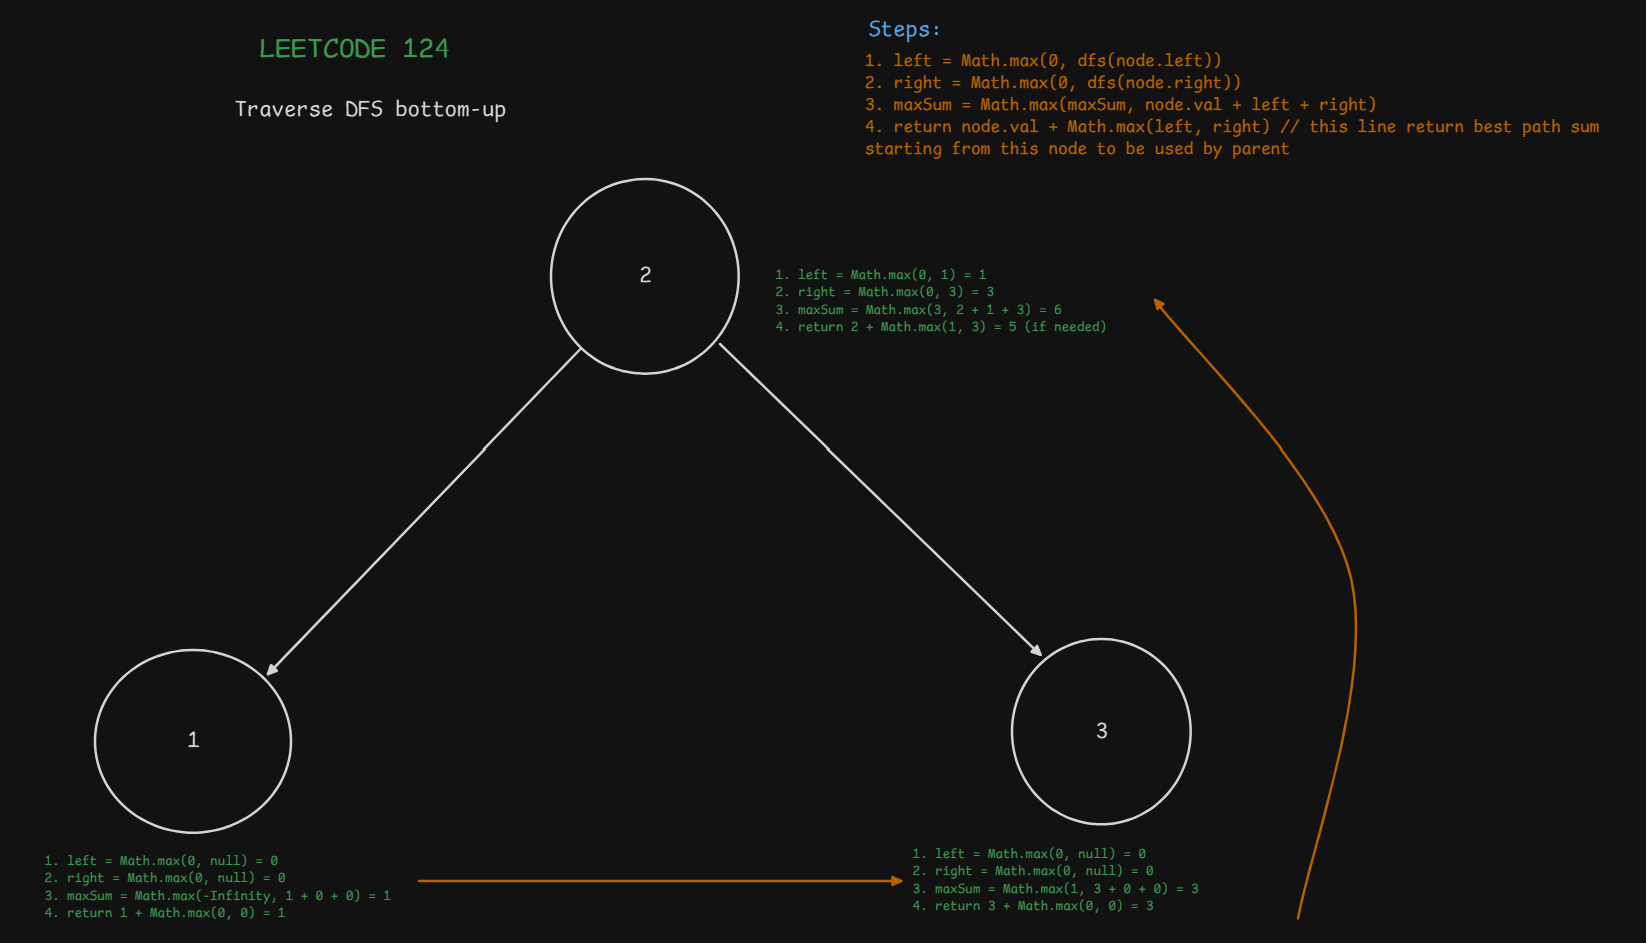 LEETCODE 124
Traverse DFS bottom-up
Steps:
1. left = Math.max(0, dfs(node.left))
2. right = Math.max(0, dfs(node.right))
3. maxSum = Math.max(maxSum, node.val + left + right)
4. return node.val + Math.max(left, right) // this line return best path sum
starting from this node to be used by parent
2
1. left = Math.max(0, 1) = 1
2. right = Math.max(0, 3) = 3
3. maxSum = Math.max(3, 2 + 1 + 3) = 6
4. return 2 + Math.max(1, 3) = 5 (if needed)
1
1. left = Math.max(0, null) = 0
2. right = Math.max(0, null) = 0
3. maxSum = Math.max(-Infinity, 1 + 0 + 0) = 1
4. return 1 + Math.max(0, 0) = 1
3
1. left = Math.max(0, null) = 0
2. right = Math.max(0, null) = 0
3. maxSum = Math.max(1, 3 + 0 + 0) = 3
4. return 3 + Math.max(0, 0) = 3